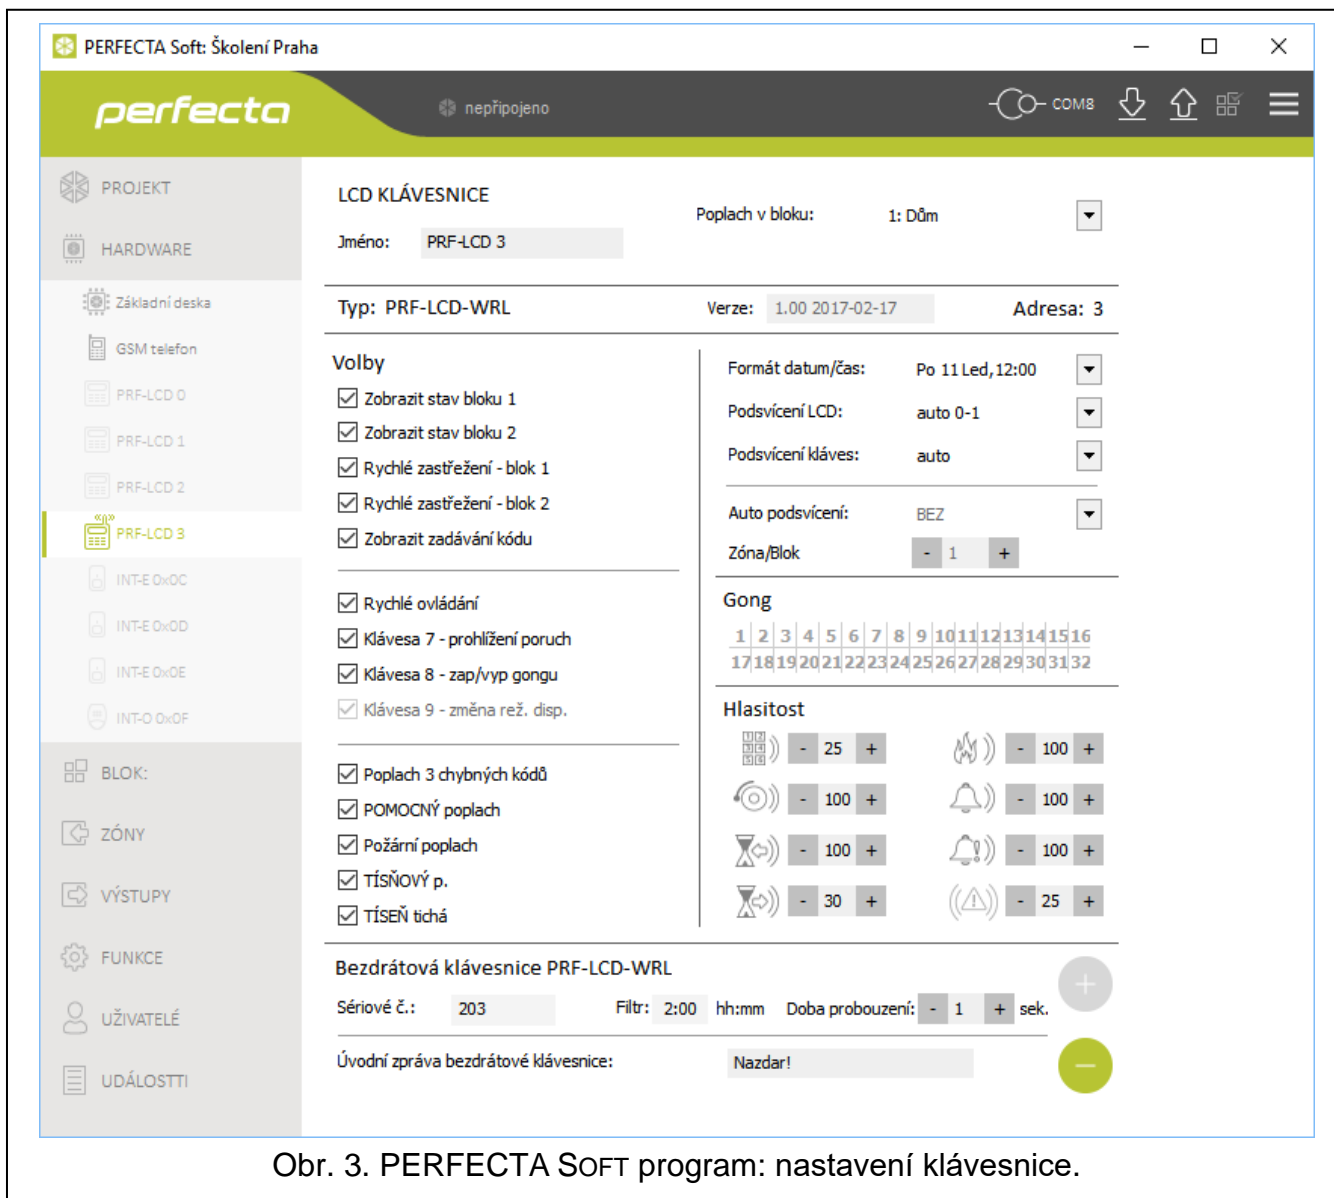 PERFECTA Soft: Školení Praha
perfecta
nepřipojeno
COM8
PROJEKT
HARDWARE
Základní deska
GSM telefon
PRF-LCD 0
PRF-LCD 1
PRF-LCD 2
PRF-LCD 3
INT-E 0x0C
INT-E 0x0D
INT-E 0x0E
INT-O 0x0F
BLOK:
ZÓNY
VÝSTUPY
FUNKCE
UŽIVATELÉ
UDÁLOSTTI
LCD KLÁVESNICE
Poplach v bloku: 1: Dům
Jméno: PRF-LCD 3
Typ: PRF-LCD-WRL Verze: 1.00 2017-02-17 Adresa: 3
Volby
Zobrazit stav bloku 1
Zobrazit stav bloku 2
Rychlé zastřežení - blok 1
Rychlé zastřežení - blok 2
Zobrazit zadávání kódu
Rychlé ovládání
Klávesa 7 - prohlížení poruch
Klávesa 8 - zap/vyp gongu
Klávesa 9 - změna rež. disp.
Poplach 3 chybných kódů
POMOCNÝ poplach
Požární poplach
TÍSŇOVÝ p.
TÍSEŇ tichá
Formát datum/čas: Po 11 Led, 12:00
Podsvícení LCD: auto 0-1
Podsvícení kláves: auto
Auto podsvícení: BEZ
Zóna/Blok - 1 +
Gong
1 2 3 4 5 6 7 8 9 10 11 12 13 14 15 16
17 18 19 20 21 22 23 24 25 26 27 28 29 30 31 32
Hlasitost
- 25 + - 100 +
- 100 + - 100 +
- 100 + - 100 +
- 30 + - 25 +
Bezdrátová klávesnice PRF-LCD-WRL
Sériové č.: 203 Filtr: 2:00 hh:mm Doba probouzení: - 1 + sek.
Úvodní zpráva bezdrátové klávesnice: Nazdar!
Obr. 3. PERFECTA SOFT program: nastavení klávesnice.